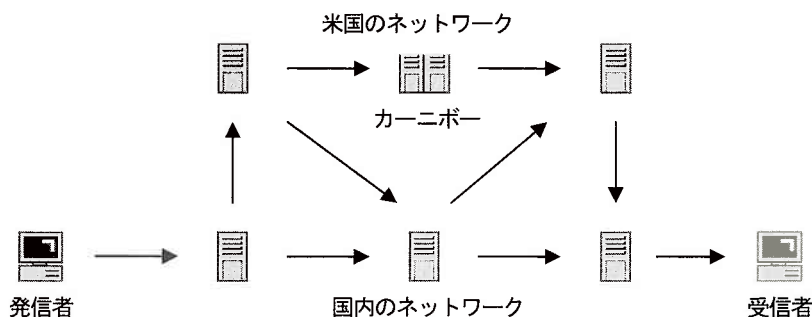 米国のネットワーク
カーニボー
発信者
国内のネットワーク
受信者